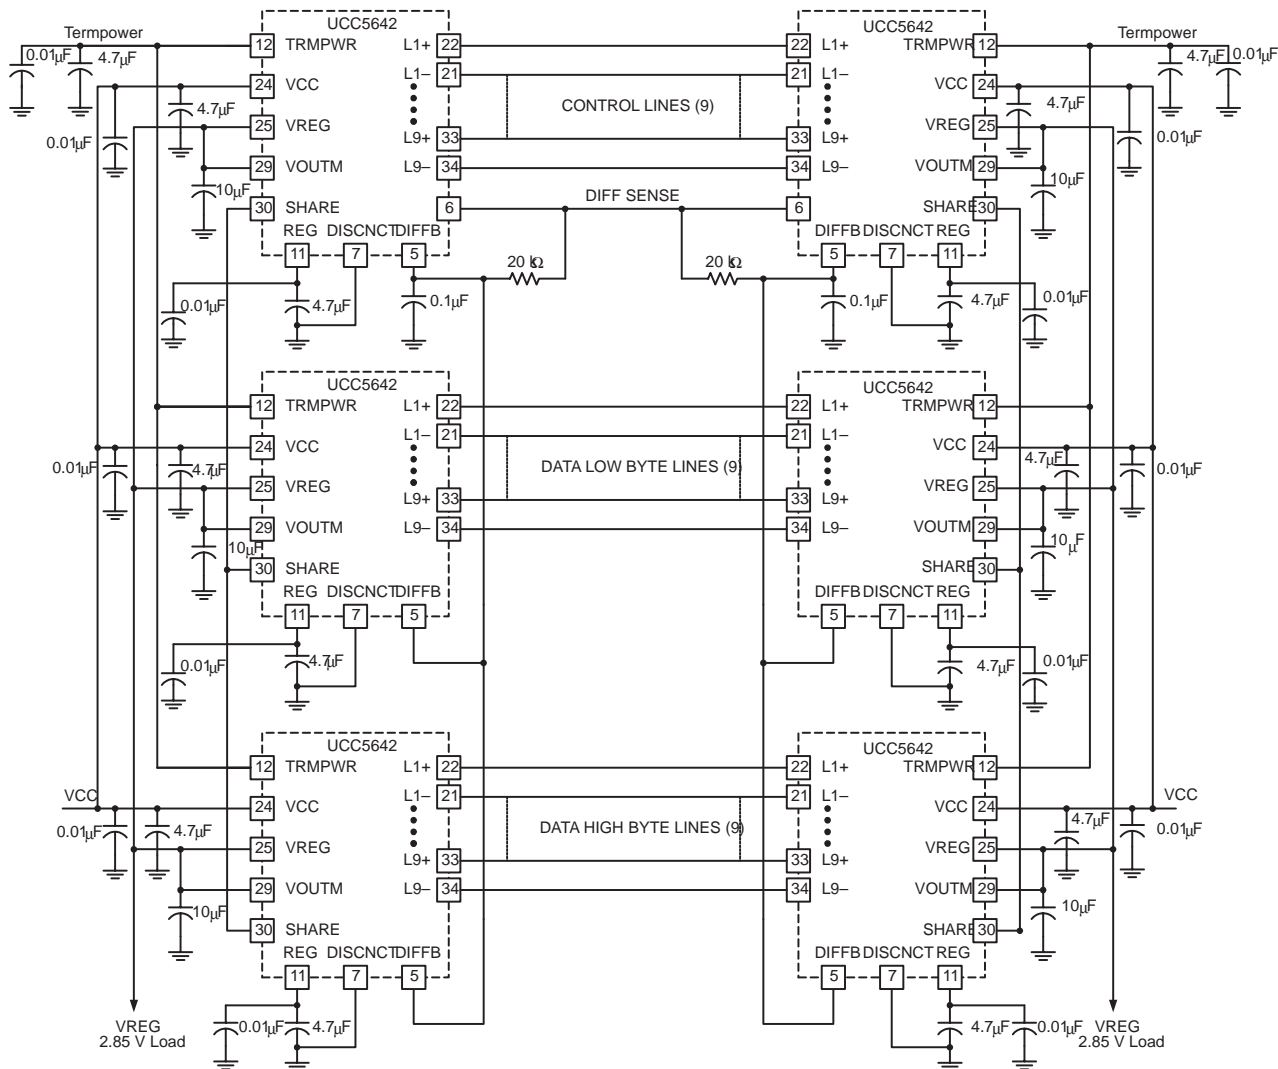 UCC5642 UCC5642
Termpower 12 TRMPWR L1+ 22 22 L1+ TRMPWR 12 Termpower
0.01µF 4.7µF 4.7µF 0.01µF
24 VCC L1– 21 21 L1– VCC 24
4.7µF CONTROL LINES (9) 4.7µF
25 VREG L9+ 33 33 L9+ VREG 25
0.01µF 0.01µF
29 VOUTM L9– 34 34 L9– VOUTM 29
10µF DIFF SENSE 10µF
30 SHARE 6 6 SHARE 30
REG DISCNCT DIFFB DIFFB DISCNCT REG
11 7 5 20 kΩ 20 kΩ 5 7 11
0.01µF 4.7µF 0.1µF 0.1µF 4.7µF 0.01µF
UCC5642 UCC5642
12 TRMPWR L1+ 22 22 L1+ TRMPWR 12
24 VCC L1– 21 21 L1– VCC 24
0.01µF 4.7µF DATA LOW BYTE LINES (9) 4.7µF 0.01µF
25 VREG L9+ 33 33 L9+ VREG 25
29 VOUTM L9– 34 34 L9– VOUTM 29
10µF 10µF
30 SHARE SHARE 30
REG DISCNCT DIFFB DIFFB DISCNCT REG
11 7 5 5 7 11
0.01µF 4.7µF 4.7µF 0.01µF
UCC5642 UCC5642
12 TRMPWR L1+ 22 22 L1+ TRMPWR 12
VCC 24 VCC L1– 21 21 L1– VCC 24 VCC
0.01µF 4.7µF DATA HIGH BYTE LINES (9) 4.7µF 0.01µF
25 VREG L9+ 33 33 L9+ VREG 25
29 VOUTM L9– 34 34 L9– VOUTM 29
10µF 10µF
30 SHARE SHARE 30
REG DISCNCT DIFFB DIFFB DISCNCT REG
11 7 5 5 7 11
0.01µF 4.7µF 4.7µF 0.01µF
VREG VREG
2.85 V Load 2.85 V Load